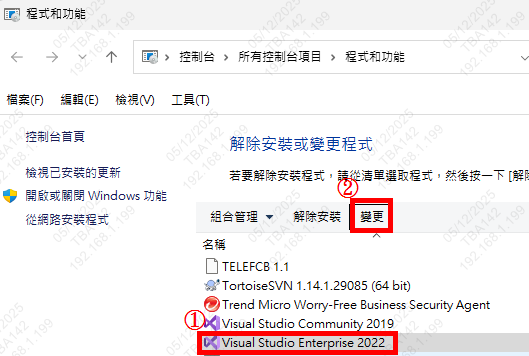 程式和功能
控制台 > 所有控制台項目 > 程式和功能
檔案(F) 編輯(E) 檢視(V) 工具(T)
控制台首頁
檢視已安裝的更新
開啟或關閉 Windows 功能
從網路安裝程式
解除安裝或變更程式
若要解除安裝程式，請從清單選取程式，然後按一下 [解除
②
組合管理 解除安裝 變更
名稱
TELEFCB 1.1
TortoiseSVN 1.14.1.29085 (64 bit)
Trend Micro Worry-Free Business Security Agent
① Visual Studio Community 2019
Visual Studio Enterprise 2022
05/12/2025
TBA142
192.168.1.199